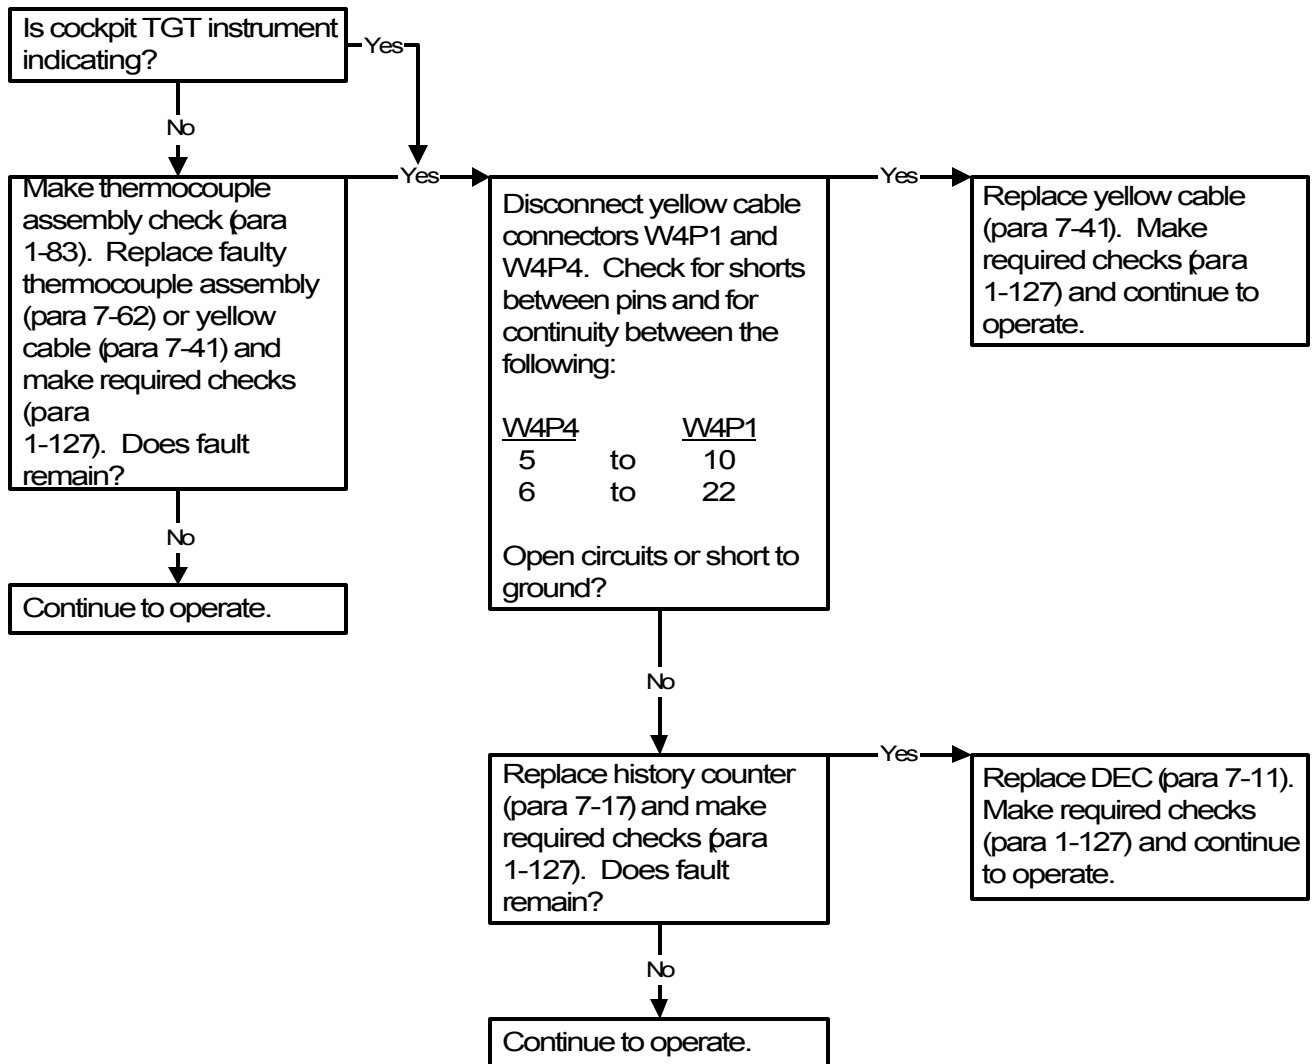 Is cockpit TGT instrument
indicating?
Yes
No
Make thermocouple
assembly check (para
1-83). Replace faulty
thermocouple assembly
(para 7-62) or yellow
cable (para 7-41) and
make required checks
(para
1-127). Does fault
remain?
Yes
No
Continue to operate.
Disconnect yellow cable
connectors W4P1 and
W4P4. Check for shorts
between pins and for
continuity between the
following:
W4P4 W4P1
5 to 10
6 to 22
Open circuits or short to
ground?
Yes
Replace yellow cable
(para 7-41). Make
required checks (para
1-127) and continue to
operate.
No
Replace history counter
(para 7-17) and make
required checks (para
1-127). Does fault
remain?
Yes
Replace DEC (para 7-11).
Make required checks
(para 1-127) and continue
to operate.
No
Continue to operate.